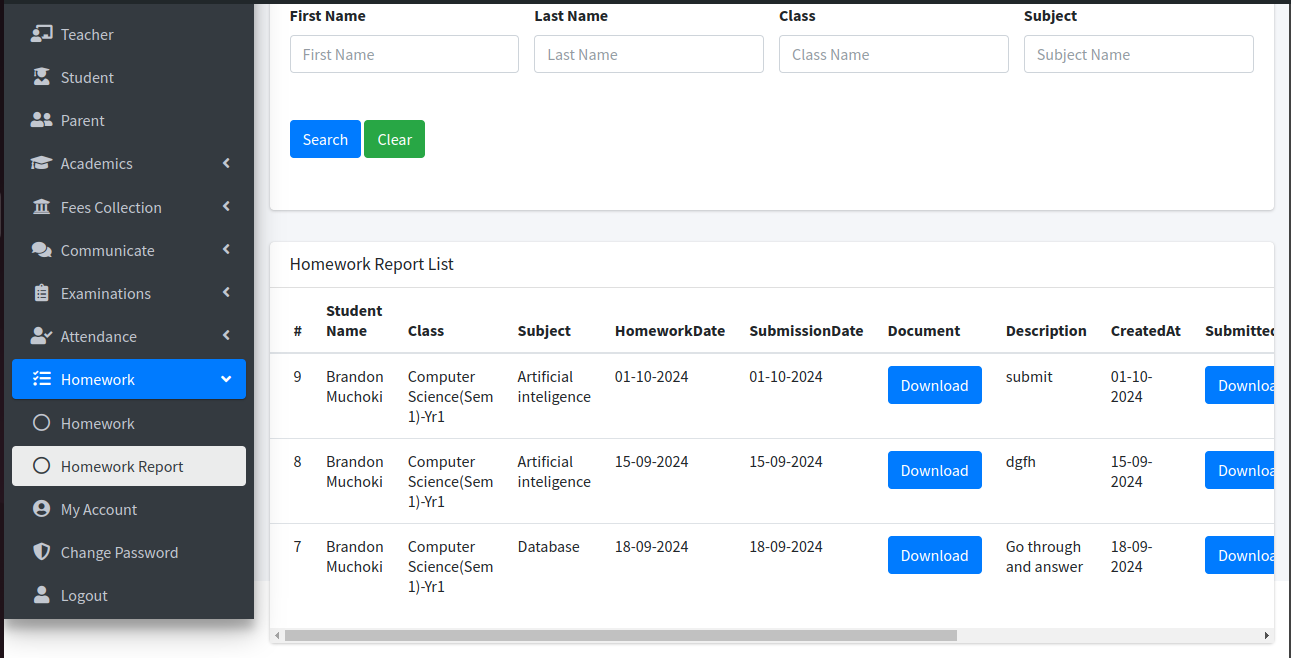 Teacher
Student
Parent
Academics
Fees Collection
Communicate
Examinations
Attendance
Homework
Homework
Homework Report
My Account
Change Password
Logout
First Name Last Name Class Subject
First Name Last Name Class Name Subject Name
Search Clear
Homework Report List
# Student Name Class Subject HomeworkDate SubmissionDate Document Description CreatedAt Submitted
9 Brandon Computer Artificial 01-10-2024 01-10-2024 Download submit 01-10- Downloa
Muchoki Science(Sem inteligence 2024
1)-Yr1
8 Brandon Computer Artificial 15-09-2024 15-09-2024 Download dgfh 15-09- Downloa
Muchoki Science(Sem inteligence 2024
1)-Yr1
7 Brandon Computer Database 18-09-2024 18-09-2024 Download Go through 18-09- Downloa
Muchoki Science(Sem and answer 2024
1)-Yr1